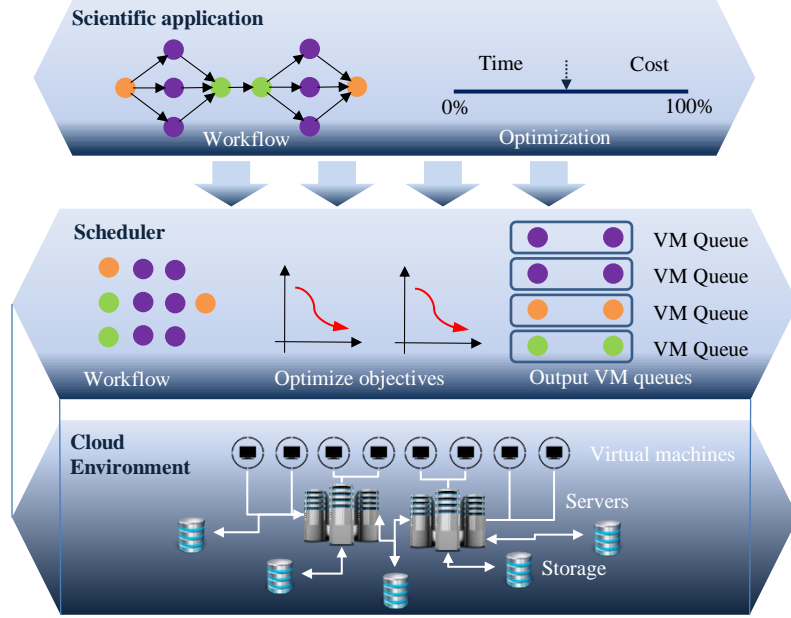 Scientific application
Time
Cost
0%
100%
Workflow
Optimization
Scheduler
VM Queue
VM Queue
VM Queue
VM Queue
Workflow
Optimize objectives
Output VM queues
Cloud
Environment
Virtual machines
Servers
Storage